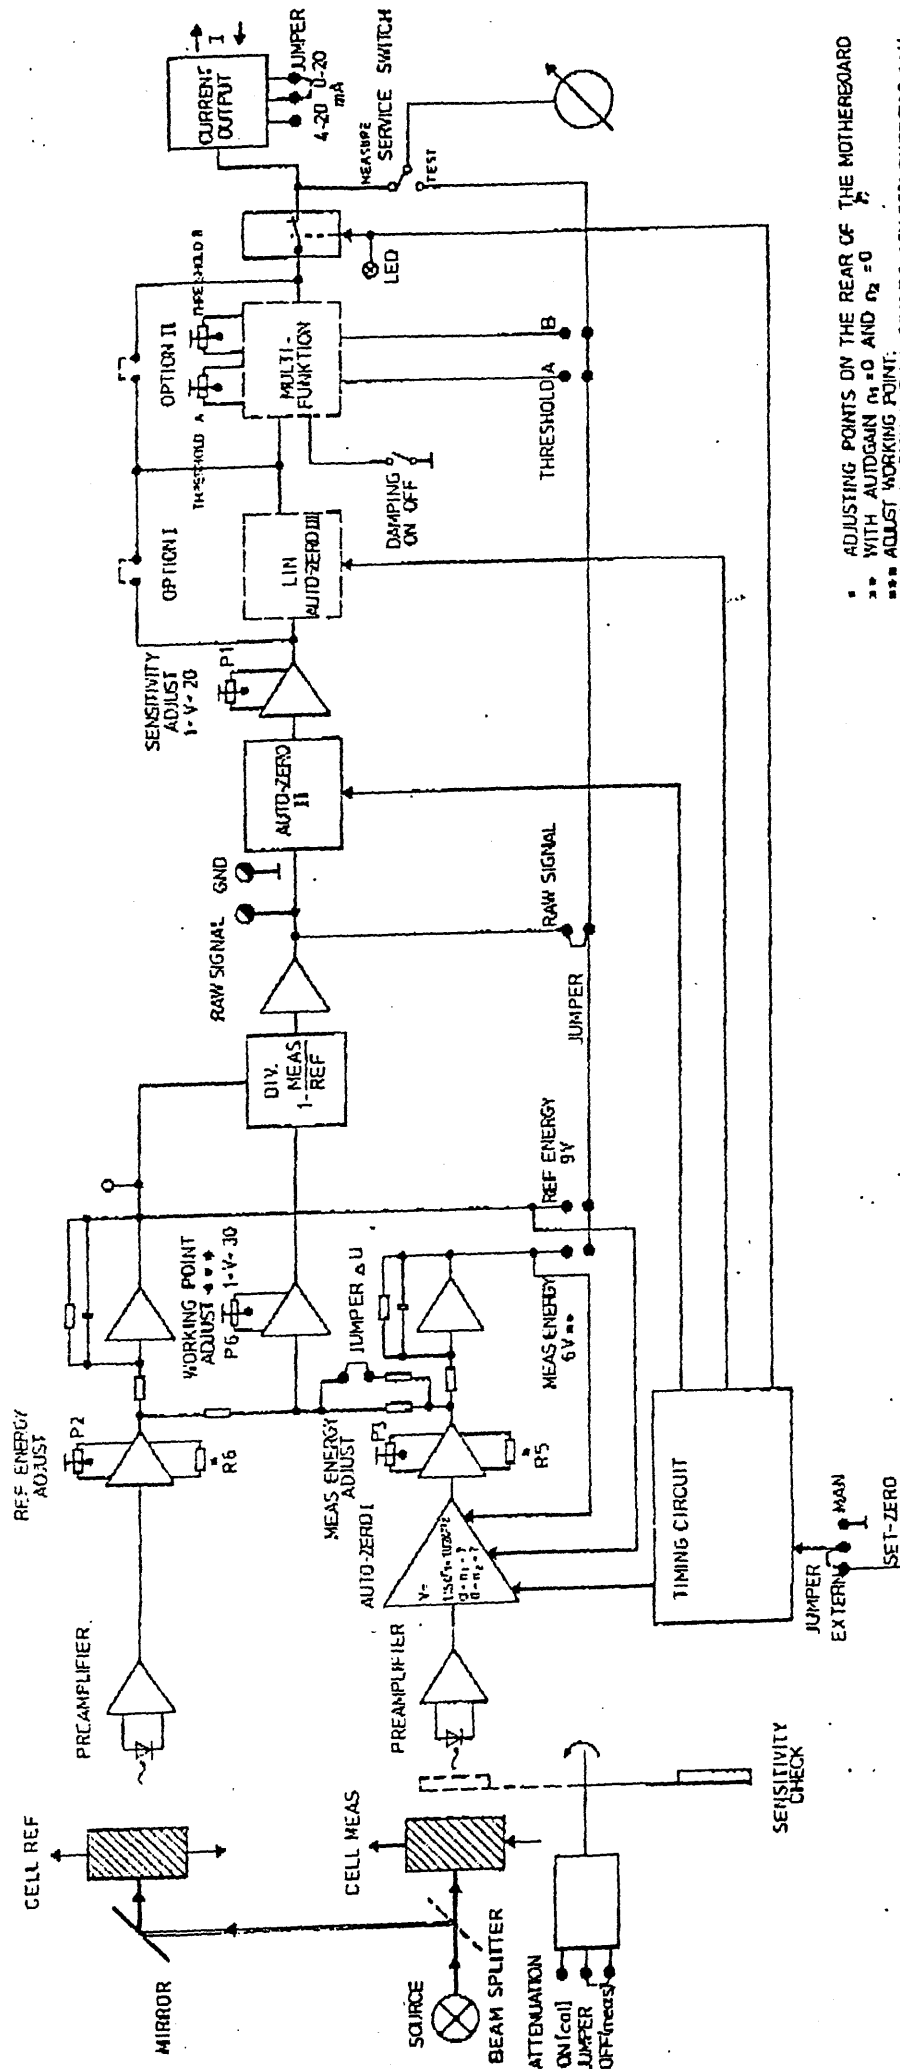 CELL REF
MIRROR
SOURCE
BEAM SPLITTER
CELL MEAS
ATTENUATION
ON (cal)
JUMPER
OFF(meas)
SENSITIVITY
CHECK
PREAMPLIFIER
PREAMPLIFIER
REF ENERGY
ADJUST
P2
* R6
MEAS ENERGY
ADJUST
P3
* R5
AUTO-ZERO I
V=
TIMING CIRCUIT
JUMPER
EXTERN
MAN
SET-ZERO
WORKING POINT
ADJUST ***
P6
1-V-30
JUMPER Δ U
MEAS ENERGY
6V **
REF ENERGY
9V
DIV.
1-MEAS
REF
RAW SIGNAL
GND
JUMPER
RAW SIGNAL
AUTO-ZERO
II
SENSITIVITY
ADJUST
1-V-20
P1
OPTION I
LIN
AUTO-ZERO III
DAMPING
ON OFF
OPTION II
THRESHOLD A
THRESHOLD B
MULTI-
FUNKTION
THRESHOLD A
B
LED
MEASURE
SERVICE SWITCH
TEST
CURRENT
OUTPUT
I
JUMPER
4-20
0-20
mA
* ADJUSTING POINTS ON THE REAR OF THE MOTHERBOARD
** WITH AUTOGAIN n1=0 AND n2=0
*** ADJUST WORKING POINT: